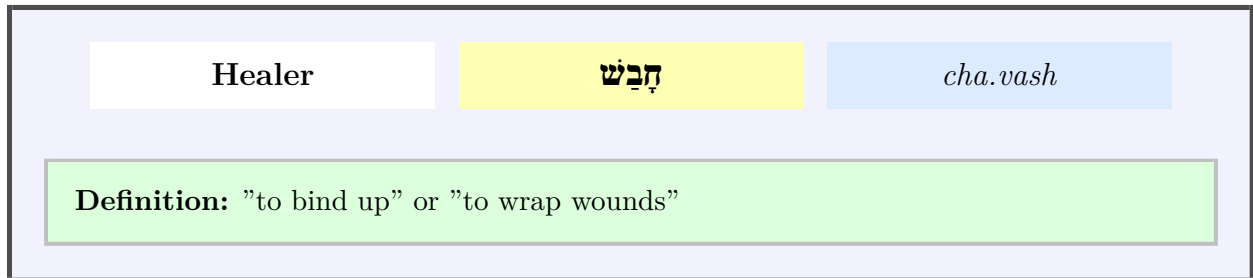 Healer חָבַשׁ cha.vash
Definition: ”to bind up” or ”to wrap wounds”